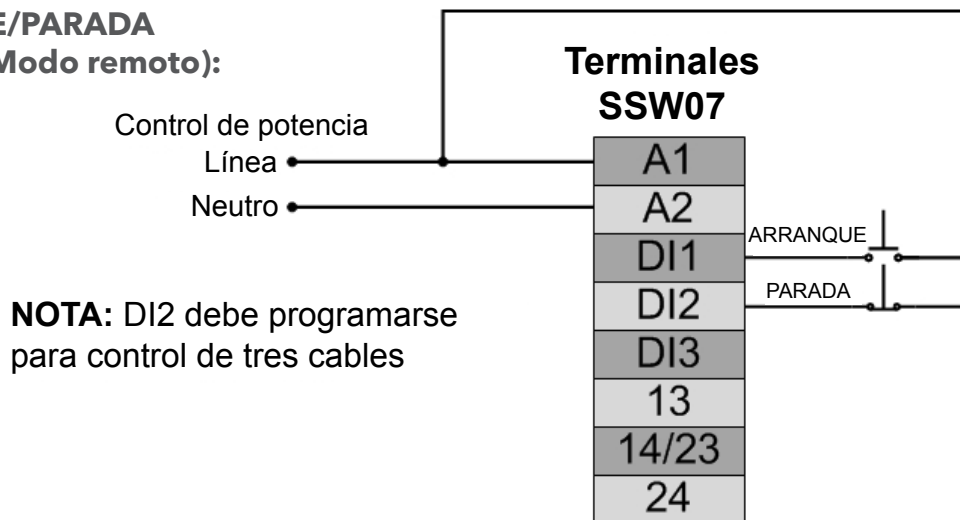 E/PARADA
Modo remoto):
Terminales
SSW07
Control de potencia
Línea
Neutro
A1
A2
DI1
DI2
DI3
13
14/23
24
ARRANQUE
PARADA
NOTA: DI2 debe programarse
para control de tres cables